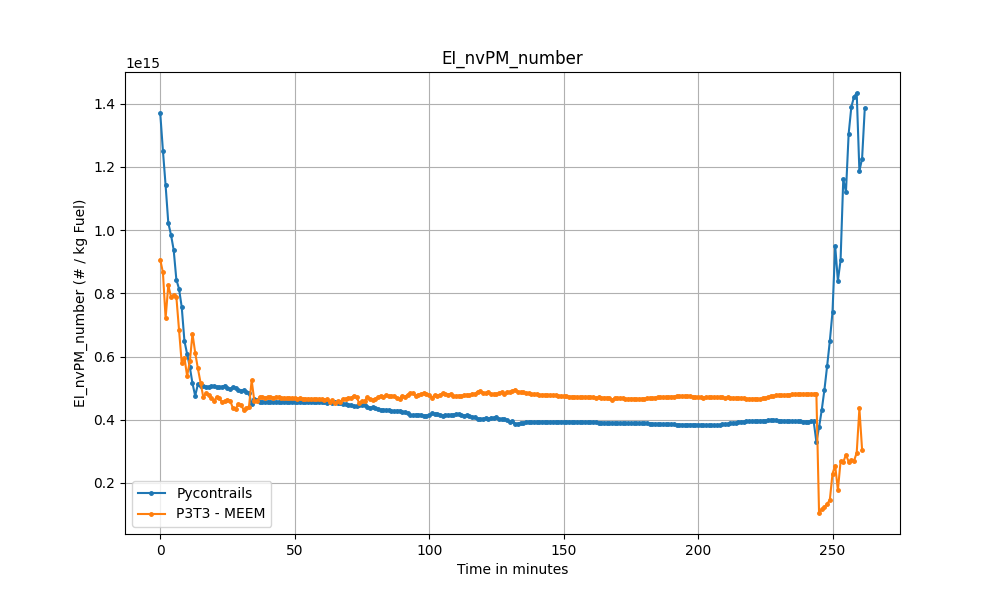 EI_nvPM_number
1e15
1.4
1.2
1.0
0.8
0.6
0.4
0.2
EI_nvPM_number (# / kg Fuel)
Pycontrails
P3T3 - MEEM
0 50 100 150 200 250
Time in minutes